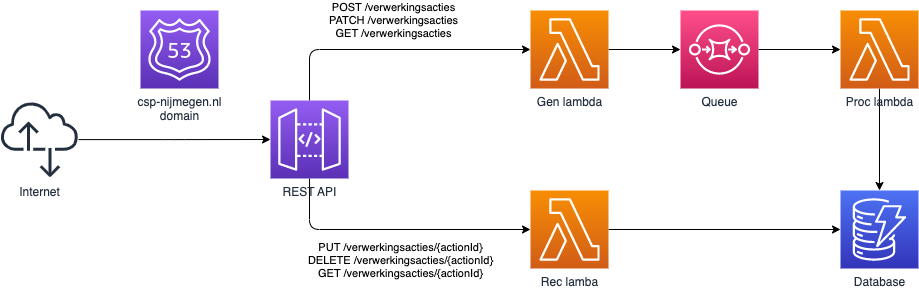 POST /verwerkingsacties
PATCH /verwerkingsacties
GET /verwerkingsacties
53
csp-nijmegen.nl
domain
Gen lambda
Queue
Proc lambda
</>
Internet
REST API
PUT /verwerkingsacties/{actionId}
DELETE /verwerkingsacties/{actionId}
GET /verwerkingsacties/{actionId}
Rec lamba
Database